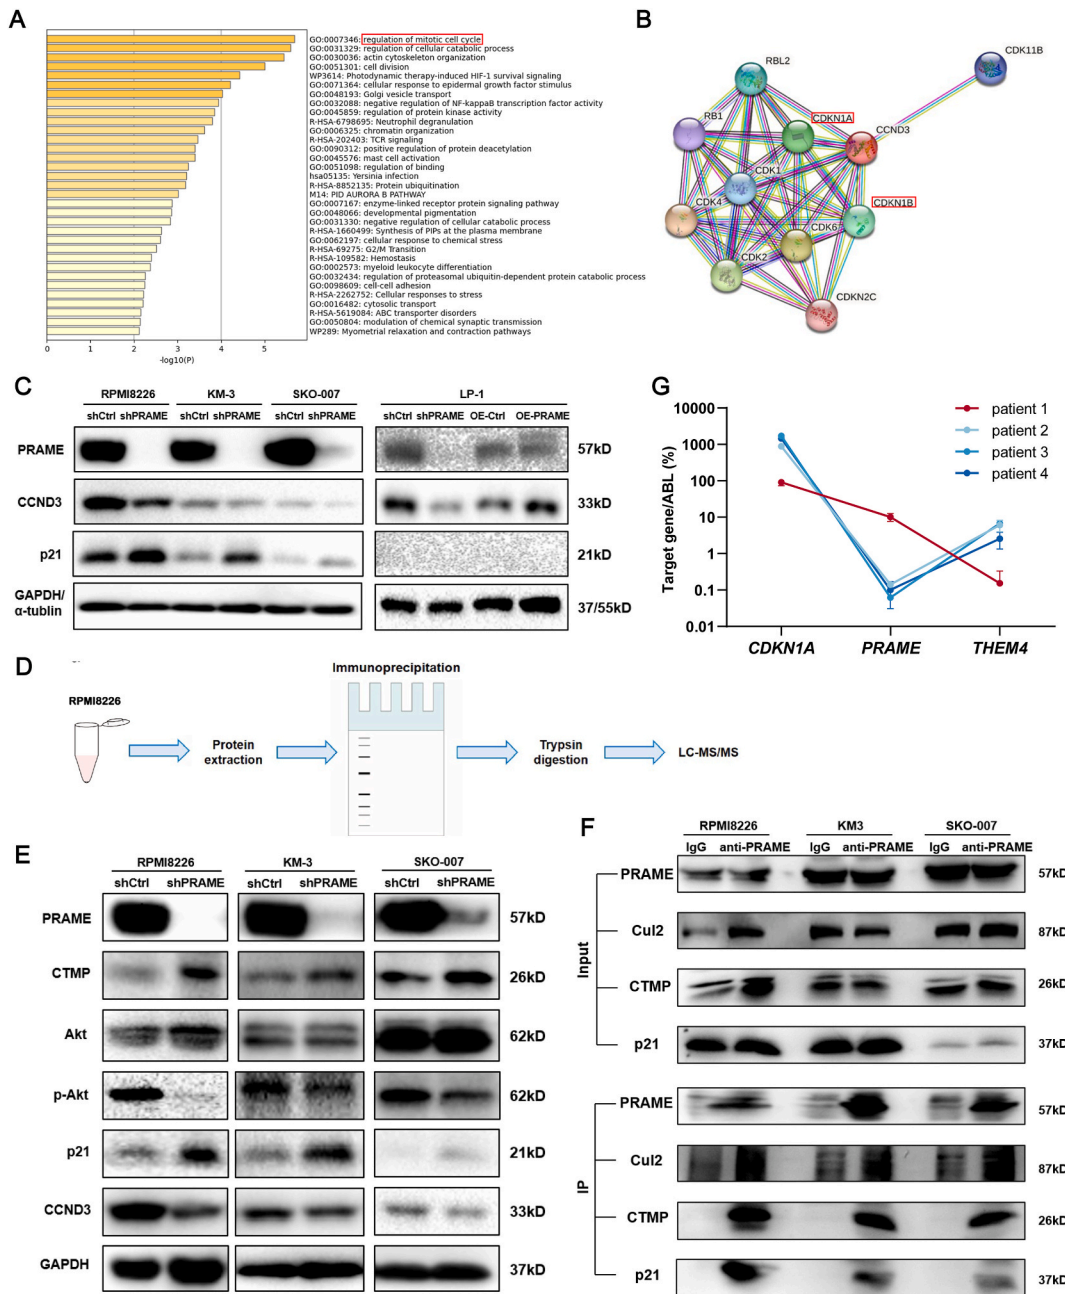 A
GO:0007346: regulation of mitotic cell cycle
GO:0031329: regulation of cellular catabolic process
GO:0030036: actin cytoskeleton organization
GO:0051301: cell division
WP3614: Photodynamic therapy-induced HIF-1 survival signaling
GO:0071364: cellular response to epidermal growth factor stimulus
GO:0048193: Golgi vesicle transport
GO:0032088: negative regulation of NF-kappaB transcription factor activity
GO:0045859: regulation of protein kinase activity
R-HSA-6798695: Neutrophil degranulation
GO:0006325: chromatin organization
R-HSA-202403: TCR signaling
GO:0090312: positive regulation of protein deacetylation
GO:0045576: mast cell activation
GO:0051098: regulation of binding
hsa05135: Yersinia infection
R-HSA-8852135: Protein ubiquitination
M14: PID AURORA B PATHWAY
GO:0007167: enzyme-linked receptor protein signaling pathway
GO:0048066: developmental pigmentation
GO:0031330: negative regulation of cellular catabolic process
R-HSA-1660499: Synthesis of PIPs at the plasma membrane
GO:0062197: cellular response to chemical stress
R-HSA-69275: G2/M Transition
R-HSA-109582: Hemostasis
GO:0002573: myeloid leukocyte differentiation
GO:0032434: regulation of proteasomal ubiquitin-dependent protein catabolic process
GO:0098609: cell-cell adhesion
R-HSA-2262752: Cellular responses to stress
GO:0016482: cytosolic transport
R-HSA-5619084: ABC transporter disorders
GO:0050804: modulation of chemical synaptic transmission
WP289: Myometrial relaxation and contraction pathways
0 1 2 3 4 5
-log10(P)
B
RBL2
CDK11B
RB1
CDKN1A
CCND3
CDK1
CDK4
CDKN1B
CDK6
CDK2
CDKN2C
C
RPMI8226 KM-3 SKO-007 LP-1
shCtrl shPRAME shCtrl shPRAME shCtrl shPRAME shCtrl shPRAME OE-Ctrl OE-PRAME
PRAME 57kD
CCND3 33kD
p21 21kD
GAPDH/
α-tublin 37/55kD
G
Target gene/ABL (%)
10000
1000
100
10
1
0.1
0.01
CDKN1A PRAME THEM4
patient 1
patient 2
patient 3
patient 4
D
RPMI8226
Protein
extraction
Immunoprecipitation
Trypsin
digestion
LC-MS/MS
E
RPMI8226 KM-3 SKO-007
shCtrl shPRAME shCtrl shPRAME shCtrl shPRAME
PRAME 57kD
CTMP 26kD
Akt 62kD
p-Akt 62kD
p21 21kD
CCND3 33kD
GAPDH 37kD
F
RPMI8226 KM3 SKO-007
IgG anti-PRAME IgG anti-PRAME IgG anti-PRAME
Input
PRAME 57kD
Cul2 87kD
CTMP 26kD
p21 37kD
IP
PRAME 57kD
Cul2 87kD
CTMP 26kD
p21 37kD